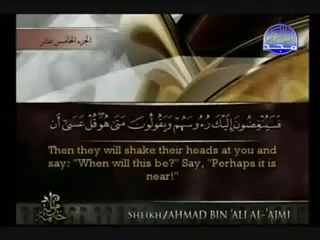 الجزء الخامس عشر
المجد
فَسَيُنْغِضُونَ إِلَيْكَ رُءُوسَهُمْ وَيَقُولُونَ مَتَىٰ هُوَ قُلْ عَسَىٰ أَن
Then they will shake their heads at you and
say: "When will this be?" Say, "Perhaps it is
near!"
SHEIKH/AHMAD BIN 'ALI AL-'AJMI